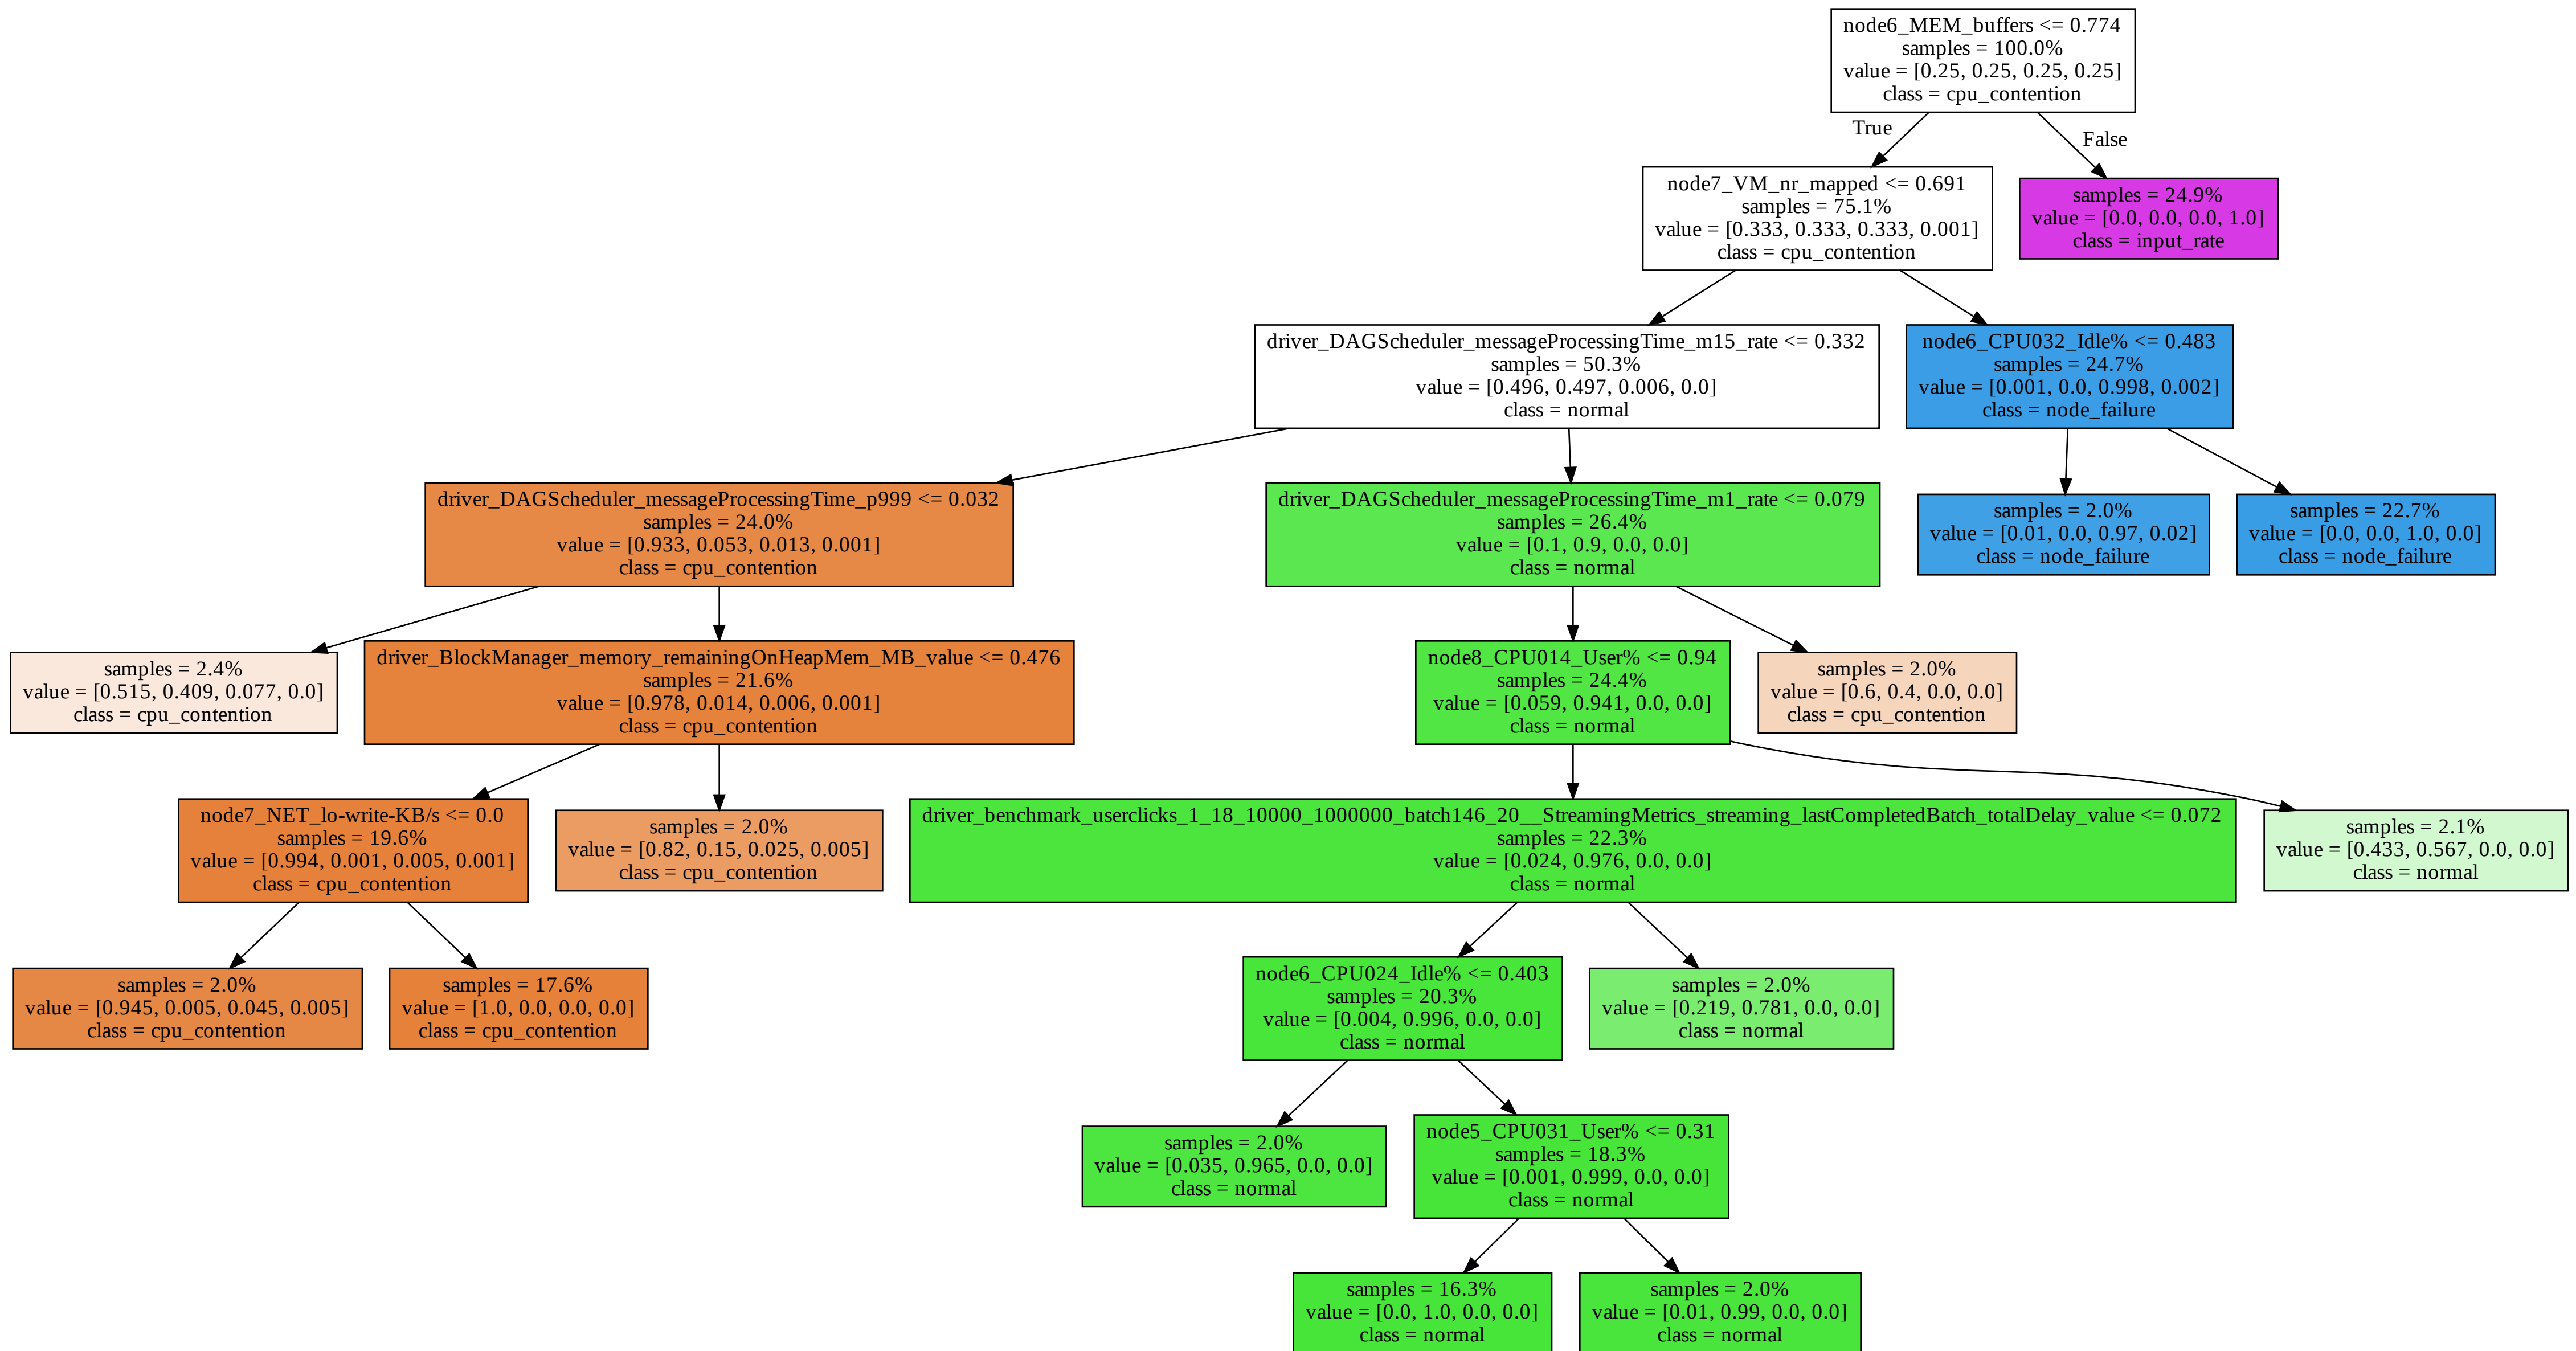 node6_MEM_buffers <= 0.774
samples = 100.0%
value = [0.25, 0.25, 0.25, 0.25]
class = cpu_contention
True
False
node7_VM_nr_mapped <= 0.691
samples = 75.1%
value = [0.333, 0.333, 0.333, 0.001]
class = cpu_contention
samples = 24.9%
value = [0.0, 0.0, 0.0, 1.0]
class = input_rate
driver_DAGScheduler_messageProcessingTime_m15_rate <= 0.332
samples = 50.3%
value = [0.496, 0.497, 0.006, 0.0]
class = normal
node6_CPU032_Idle% <= 0.483
samples = 24.7%
value = [0.001, 0.0, 0.998, 0.002]
class = node_failure
driver_DAGScheduler_messageProcessingTime_p999 <= 0.032
samples = 24.0%
value = [0.933, 0.053, 0.013, 0.001]
class = cpu_contention
driver_DAGScheduler_messageProcessingTime_m1_rate <= 0.079
samples = 26.4%
value = [0.1, 0.9, 0.0, 0.0]
class = normal
samples = 2.0%
value = [0.01, 0.0, 0.97, 0.02]
class = node_failure
samples = 22.7%
value = [0.0, 0.0, 1.0, 0.0]
class = node_failure
samples = 2.4%
value = [0.515, 0.409, 0.077, 0.0]
class = cpu_contention
driver_BlockManager_memory_remainingOnHeapMem_MB_value <= 0.476
samples = 21.6%
value = [0.978, 0.014, 0.006, 0.001]
class = cpu_contention
node8_CPU014_User% <= 0.94
samples = 24.4%
value = [0.059, 0.941, 0.0, 0.0]
class = normal
samples = 2.0%
value = [0.6, 0.4, 0.0, 0.0]
class = cpu_contention
node7_NET_lo-write-KB/s <= 0.0
samples = 19.6%
value = [0.994, 0.001, 0.005, 0.001]
class = cpu_contention
samples = 2.0%
value = [0.82, 0.15, 0.025, 0.005]
class = cpu_contention
driver_benchmark_userclicks_1_18_10000_1000000_batch146_20__StreamingMetrics_streaming_lastCompletedBatch_totalDelay_value <= 0.072
samples = 22.3%
value = [0.024, 0.976, 0.0, 0.0]
class = normal
samples = 2.1%
value = [0.433, 0.567, 0.0, 0.0]
class = normal
samples = 2.0%
value = [0.945, 0.005, 0.045, 0.005]
class = cpu_contention
samples = 17.6%
value = [1.0, 0.0, 0.0, 0.0]
class = cpu_contention
node6_CPU024_Idle% <= 0.403
samples = 20.3%
value = [0.004, 0.996, 0.0, 0.0]
class = normal
samples = 2.0%
value = [0.219, 0.781, 0.0, 0.0]
class = normal
samples = 2.0%
value = [0.035, 0.965, 0.0, 0.0]
class = normal
node5_CPU031_User% <= 0.31
samples = 18.3%
value = [0.001, 0.999, 0.0, 0.0]
class = normal
samples = 16.3%
value = [0.0, 1.0, 0.0, 0.0]
class = normal
samples = 2.0%
value = [0.01, 0.99, 0.0, 0.0]
class = normal